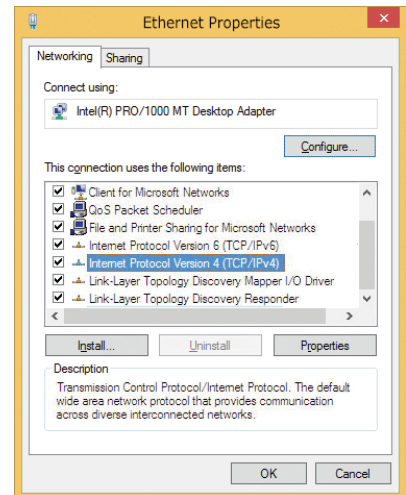 Ethernet Properties
Networking
Sharing
Connect using:
Intel(R) PRO/1000 MT Desktop Adapter
Configure...
This connection uses the following items:
Client for Microsoft Networks
QoS Packet Scheduler
File and Printer Sharing for Microsoft Networks
Internet Protocol Version 6 (TCP/IPv6)
Internet Protocol Version 4 (TCP/IPv4)
Link-Layer Topology Discovery Mapper I/O Driver
Link-Layer Topology Discovery Responder
Install...
Uninstall
Properties
Description
Transmission Control Protocol/Internet Protocol. The default
wide area network protocol that provides communication
across diverse interconnected networks.
OK
Cancel